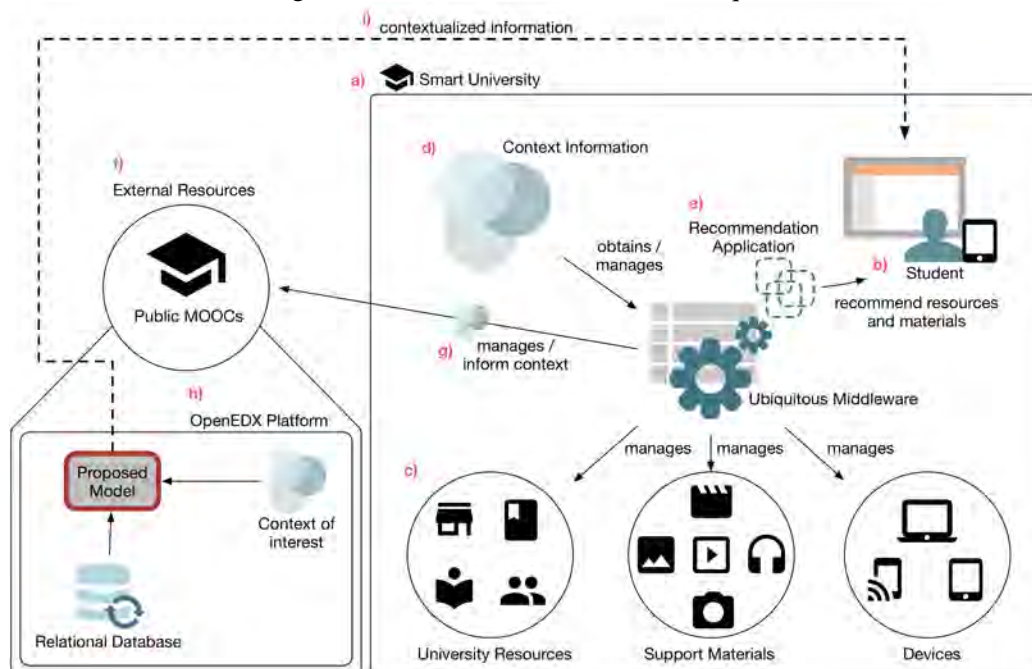 i)
contextualized information
a)
Smart University
d)
Context Information
f)
External Resources
Public MOOCs
e)
Recommendation
Application
obtains /
manages
b)
Student
recommend resources
and materials
g)
manages /
inform context
Ubiquitous Middleware
h)
OpenEDX Platform
Proposed
Model
Context of
interest
Relational Database
manages
manages
manages
c)
University Resources
Support Materials
Devices